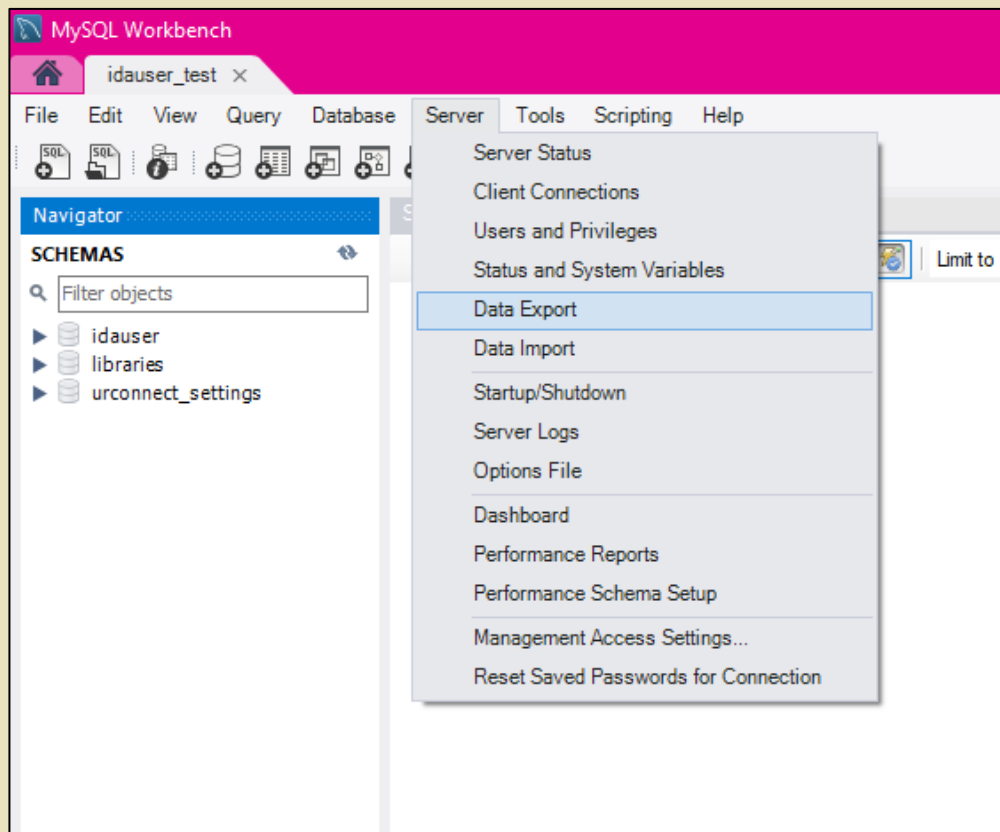 MySQL Workbench
idauser_test
File Edit View Query Database Server Tools Scripting Help
SQL SQL
Navigator
SCHEMAS
Filter objects
idauser
libraries
urconnect_settings
Server Status
Client Connections
Users and Privileges
Status and System Variables
Data Export
Data Import
Startup/Shutdown
Server Logs
Options File
Dashboard
Performance Reports
Performance Schema Setup
Management Access Settings...
Reset Saved Passwords for Connection
Limit to